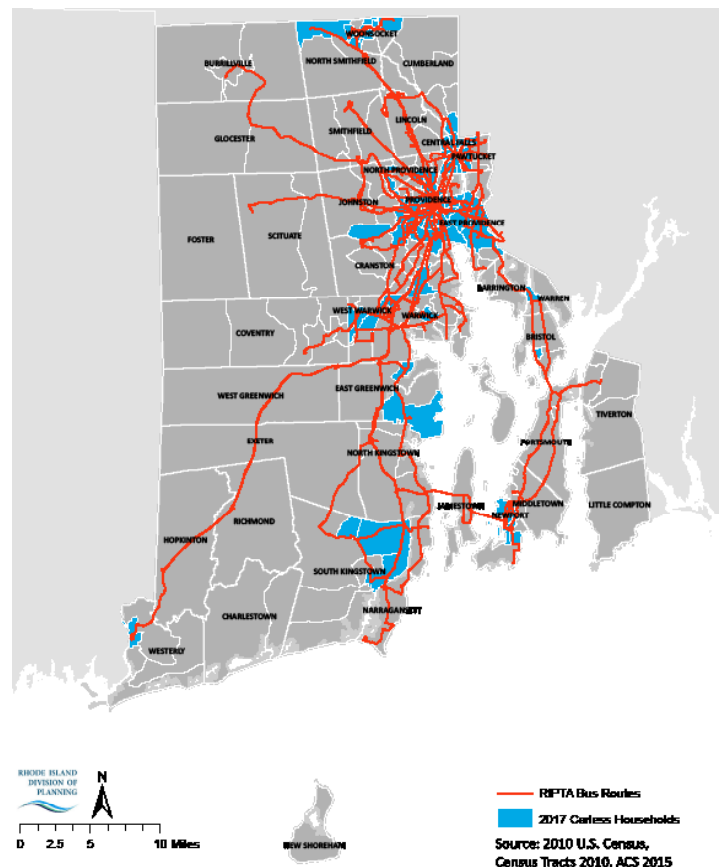 WOONSOCKET
BURRILLVILLE
NORTH SMITHFIELD
CUMBERLAND
LINCOLN
SMITHFIELD
GLOCESTER
CENTRAL FALLS
PAWTUCKET
NORTH PROVIDENCE
JOHNSTON
PROVIDENCE
EAST PROVIDENCE
FOSTER
SCITUATE
CRANSTON
BARRINGTON
WARREN
WEST WARWICK
WARWICK
COVENTRY
BRISTOL
WEST GREENWICH
EAST GREENWICH
TIVERTON
EXETER
PORTSMOUTH
NORTH KINGSTOWN
JAMESTOWN
MIDDLETOWN
LITTLE COMPTON
NEWPORT
RICHMOND
HOPKINTON
SOUTH KINGSTOWN
NARRAGANSETT
CHARLESTOWN
WESTERLY
RHODE ISLAND
DIVISION OF
PLANNING
N
0 2.5 5 10 Miles
NEW SHOREHAM
RIPTA Bus Routes
2017 Carless Households
Source: 2010 U.S. Census,
Census Tracts 2010, ACS 2015